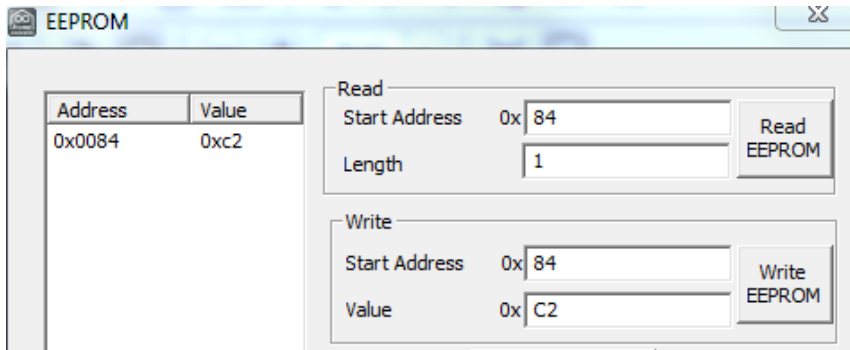 EEPROM
Address Value
0x0084 0xc2
Read
Start Address 0x 84
Length 1
Read
EEPROM
Write
Start Address 0x 84
Value 0x C2
Write
EEPROM